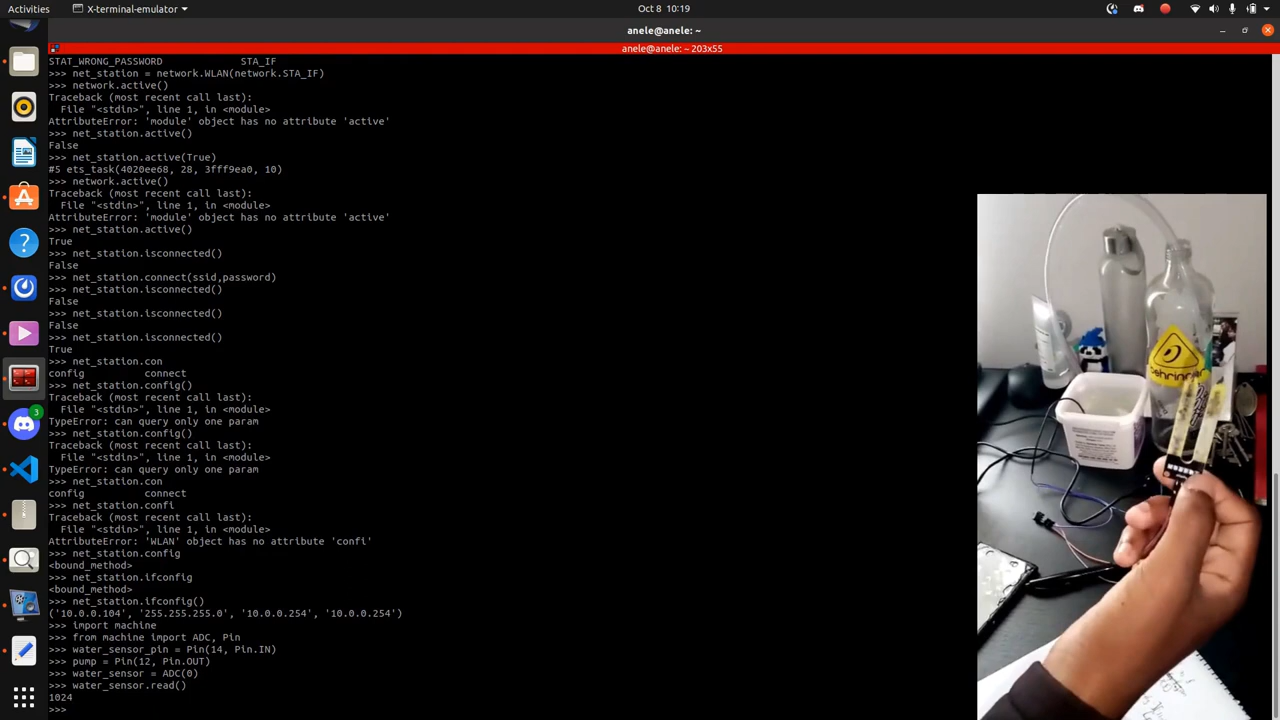 Activities
X-terminal-emulator
Oct 8 10:19
anele@anele: ~
anele@anele: ~ 203x55
STAT_WRONG_PASSWORD STA_IF
>>> net_station = network.WLAN(network.STA_IF)
>>> network.active()
Traceback (most recent call last):
File "<stdin>", line 1, in <module>
AttributeError: 'module' object has no attribute 'active'
>>> net_station.active()
False
>>> net_station.active(True)
#5 ets_task(4020ee68, 28, 3fff9ea0, 10)
>>> network.active()
Traceback (most recent call last):
File "<stdin>", line 1, in <module>
AttributeError: 'module' object has no attribute 'active'
>>> net_station.active()
True
>>> net_station.isconnected()
False
>>> net_station.connect(ssid,password)
>>> net_station.isconnected()
False
>>> net_station.isconnected()
False
>>> net_station.isconnected()
True
>>> net_station.con
config connect
>>> net_station.config()
Traceback (most recent call last):
File "<stdin>", line 1, in <module>
TypeError: can query only one param
>>> net_station.config()
Traceback (most recent call last):
File "<stdin>", line 1, in <module>
TypeError: can query only one param
>>> net_station.con
config connect
>>> net_station.confi
Traceback (most recent call last):
File "<stdin>", line 1, in <module>
AttributeError: 'WLAN' object has no attribute 'confi'
>>> net_station.config
<bound_method>
>>> net_station.ifconfig
<bound_method>
>>> net_station.ifconfig()
('10.0.0.104', '255.255.255.0', '10.0.0.254', '10.0.0.254')
>>> import machine
>>> from machine import ADC, Pin
>>> water_sensor_pin = Pin(14, Pin.IN)
>>> pump = Pin(12, Pin.OUT)
>>> water_sensor = ADC(0)
>>> water_sensor.read()
1024
>>>
3
behringer